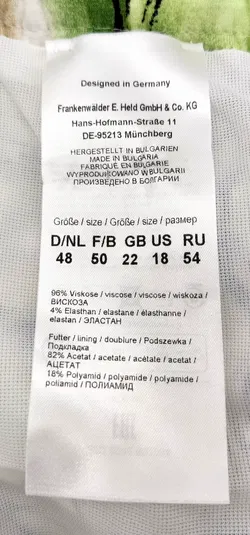 Designed in Germany
Frankenwälder E. Held GmbH & Co. KG
Hans-Hofmann-Straße 11
DE-95213 Münchberg
HERGESTELLT IN BULGARIEN
MADE IN BULGARIA
FABRIQUÉ EN BULGARIE
WYPRODUKOWANO W BUŁGARII
ПРОИЗВЕДЕНО В БОЛГАРИИ
Größe / size / Größe / size / размер
D/NL F/B GB US RU
48 50 22 18 54
96% Viskose / viscose / viscose / wiskoza /
ВИСКОЗА
4% Elasthan / elastane / élasthanne /
elastan / ЭЛАСТАН
Futter / lining / doublure / Podszewka /
Подкладка
82% Acetat / acetate / acétate / acetat /
АЦЕТАТ
18% Polyamid / polyamide / polyamide /
poliamid / ПОЛИАМИД